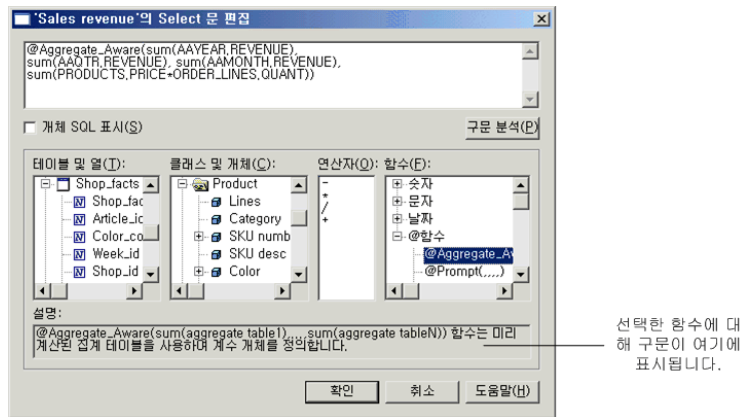 'Sales revenue'의 Select 문 편집
@Aggregate_Aware(sum(AAYEAR.REVENUE),
sum(AAQTR.REVENUE), sum(AAMONTH.REVENUE),
sum(PRODUCTS.PRICE*ORDER_LINES.QUANT))
개체 SQL 표시(S)
구문 분석(P)
테이블 및 열(T): 클래스 및 개체(C): 연산자(O): 함수(F):
Shop_facts
Shop_fac
Article_ic
Color_co
Week_id
Shop_id
Product
Lines
Category
SKU numb
SKU desc
Color
-
*
/
+
숫자
문자
날짜
@함수
@Aggregate_A
@Prompt(,,,,)
설명:
@Aggregate_Aware(sum(aggregate table1),,,, sum(aggregate tableN)) 함수는 미리
계산된 집계 테이블을 사용하며 계수 개체를 정의합니다.
확인 취소 도움말(H)
선택한 함수에 대
해 구문이 여기에
표시됩니다.